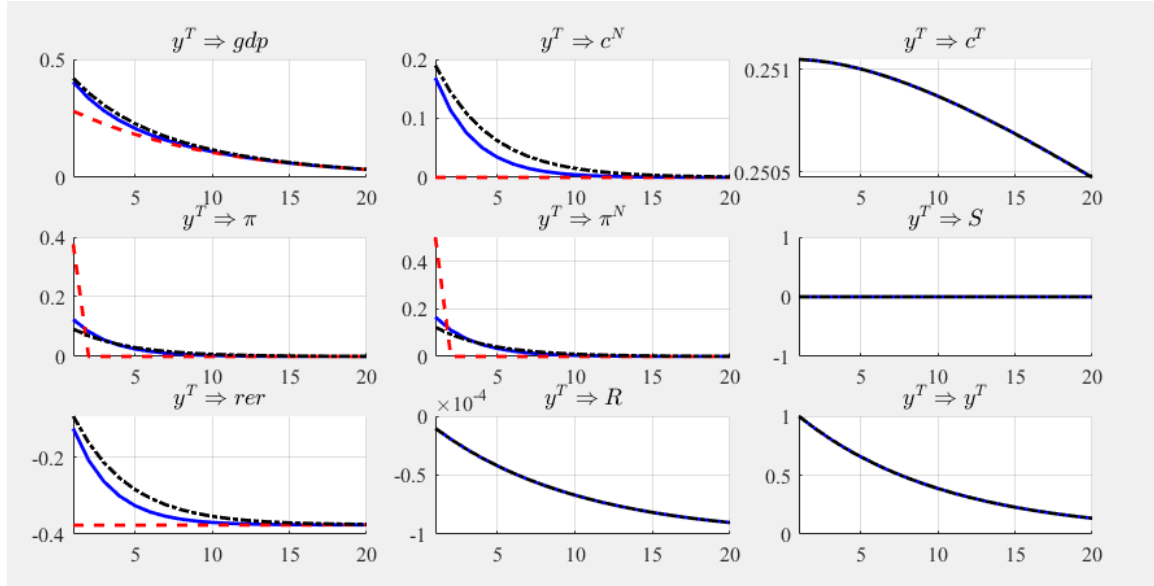 y^T ⇒ gdp
y^T ⇒ c^N
y^T ⇒ c^T
0.5
0
5 10 15 20
0.2
0.1
0
5 10 15 20
0.251
0.2505
5 10 15 20
y^T ⇒ π
y^T ⇒ π^N
y^T ⇒ S
0.4
0.2
0
5 10 15 20
0.4
0.2
0
5 10 15 20
1
0
-1
5 10 15 20
y^T ⇒ rer
y^T ⇒ R
y^T ⇒ y^T
-0.2
-0.4
5 10 15 20
×10^-4
0
-0.5
-1
5 10 15 20
1
0.5
0
5 10 15 20